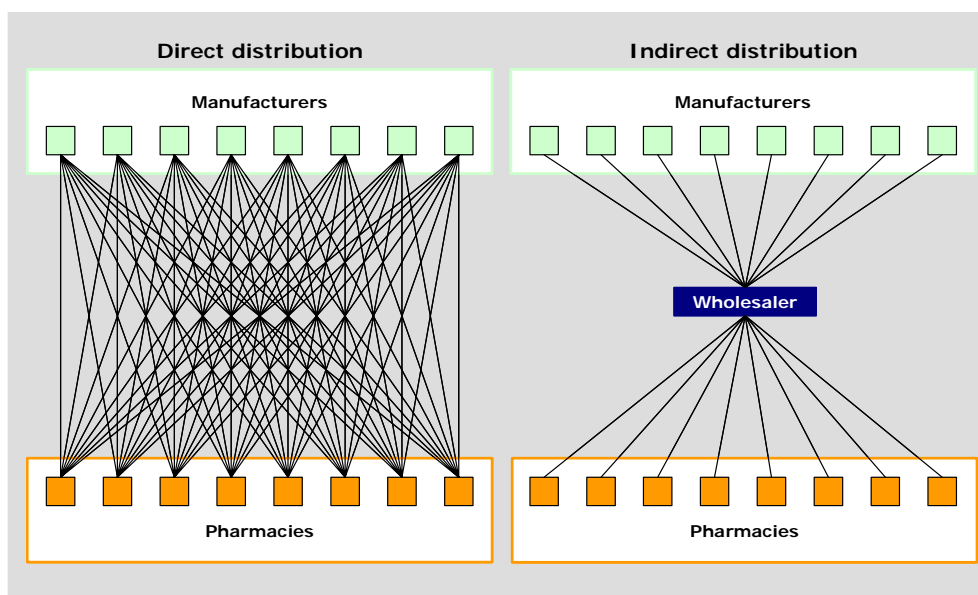 Direct distribution
Manufacturers
Pharmacies
Indirect distribution
Manufacturers
Wholesaler
Pharmacies